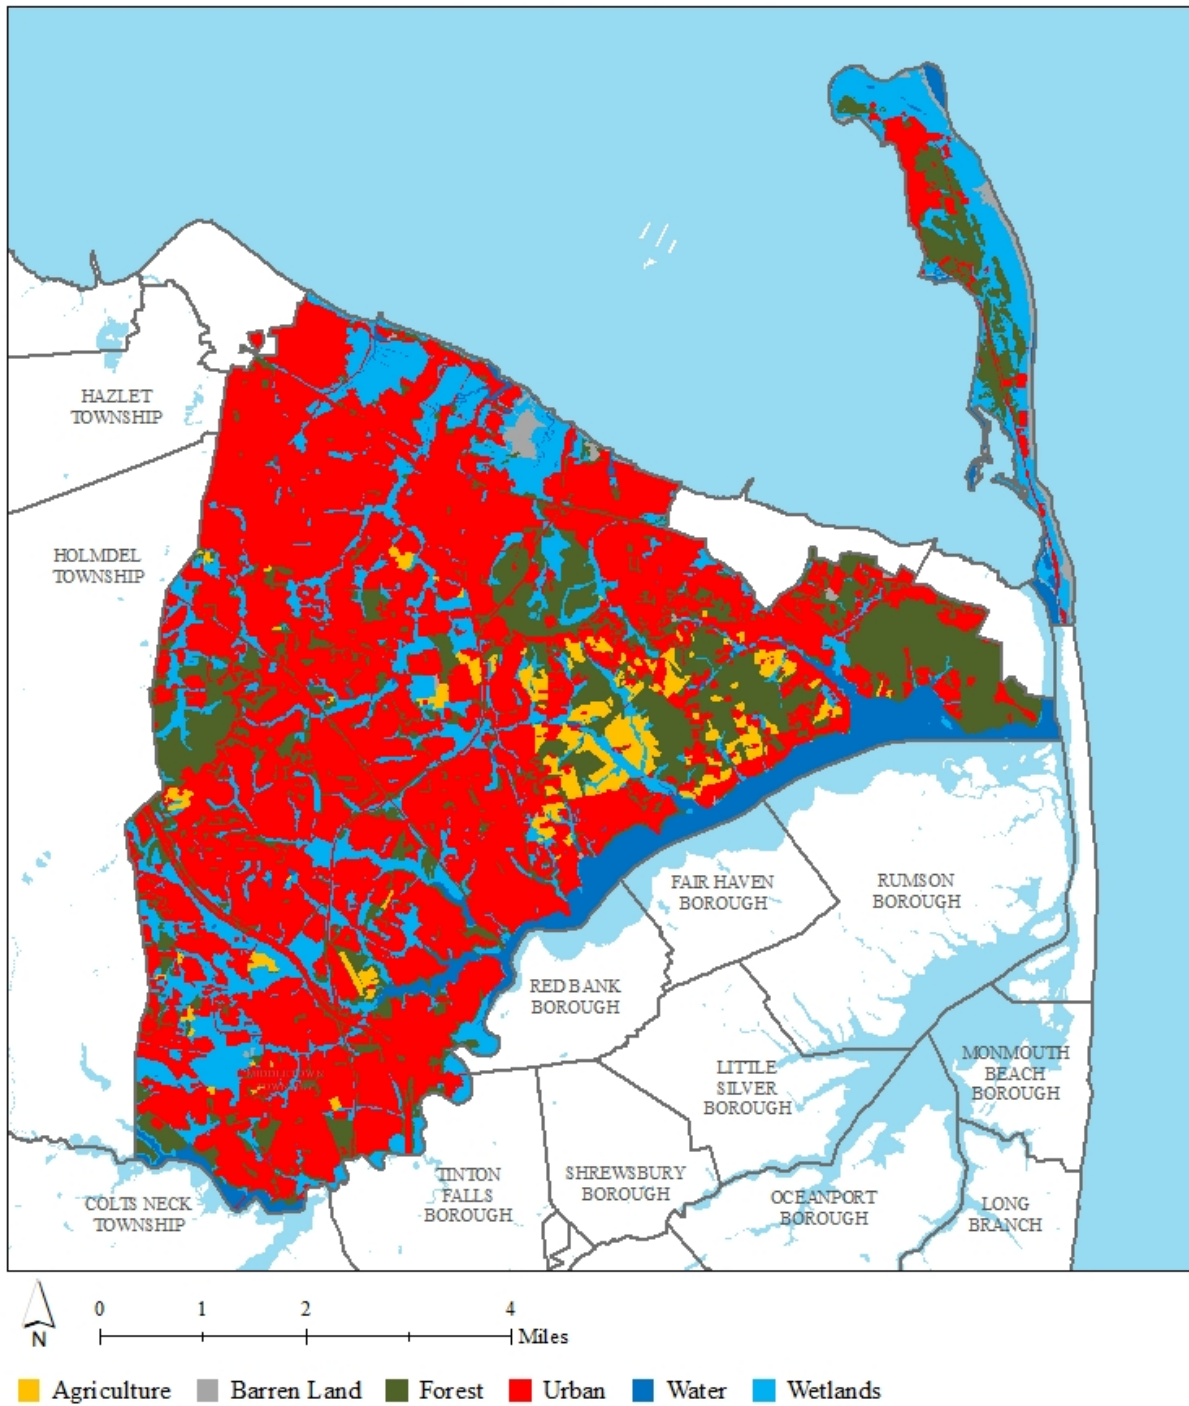 HAZLET
TOWNSHIP
HOLMDEL
TOWNSHIP
FAIR HAVEN
BOROUGH
RUMSON
BOROUGH
RED BANK
BOROUGH
MONMOUTH
BEACH
BOROUGH
LITTLE
SILVER
BOROUGH
MIDDLETOWN
TOWNSHIP
TINTON
FALLS
BOROUGH
SHREWSBURY
BOROUGH
OCEANPORT
BOROUGH
LONG
BRANCH
COLTS NECK
TOWNSHIP
N
0 1 2 4
Miles
Agriculture Barren Land Forest Urban Water Wetlands